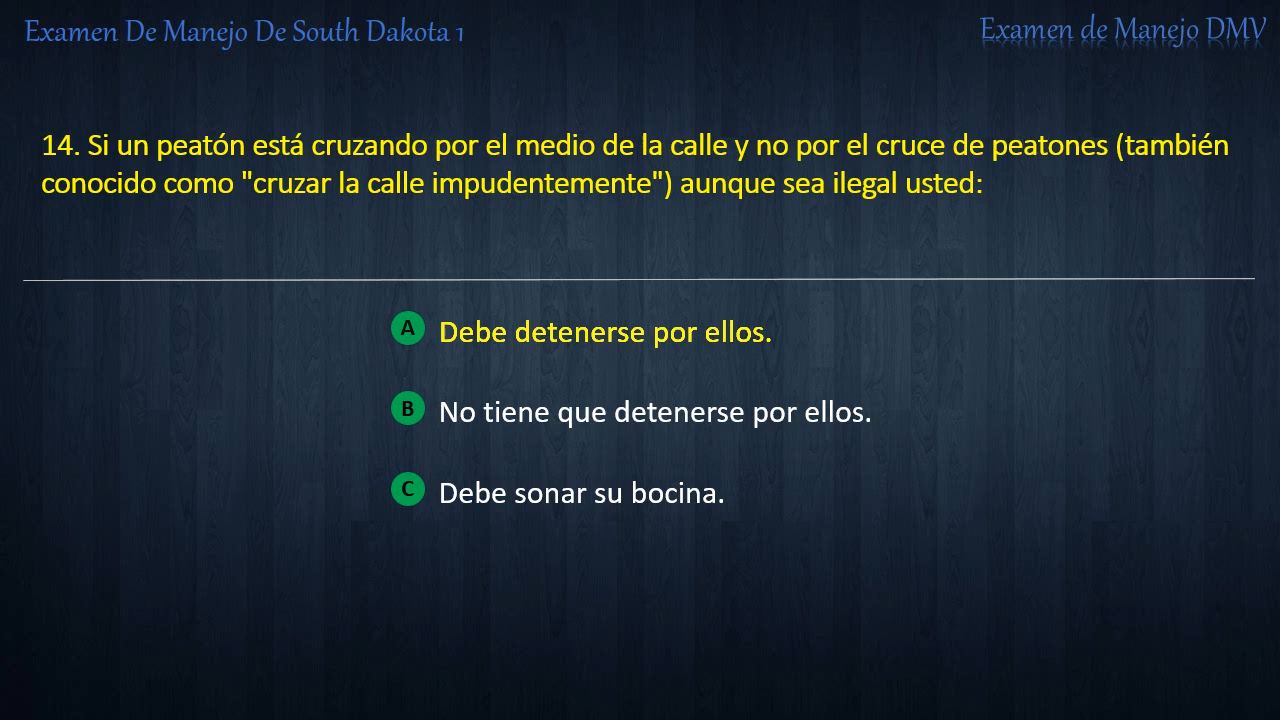 Examen De Manejo De South Dakota 1
Examen de Manejo DMV
14. Si un peatón está cruzando por el medio de la calle y no por el cruce de peatones (también
conocido como "cruzar la calle impudentemente") aunque sea ilegal usted:
A Debe detenerse por ellos.
B No tiene que detenerse por ellos.
C Debe sonar su bocina.